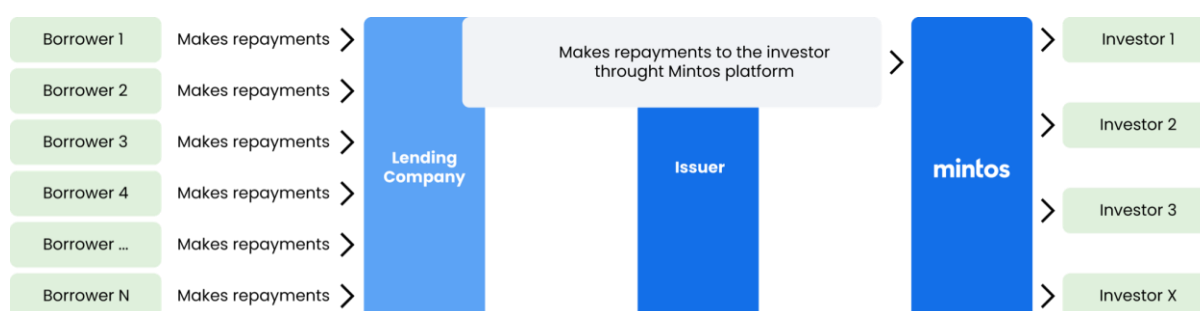 Borrower 1 Makes repayments
Borrower 2 Makes repayments
Borrower 3 Makes repayments
Borrower 4 Makes repayments
Borrower ... Makes repayments
Borrower N Makes repayments
Lending
Company
Makes repayments to the investor
throught Mintos platform
Issuer
mintos
Investor 1
Investor 2
Investor 3
Investor X